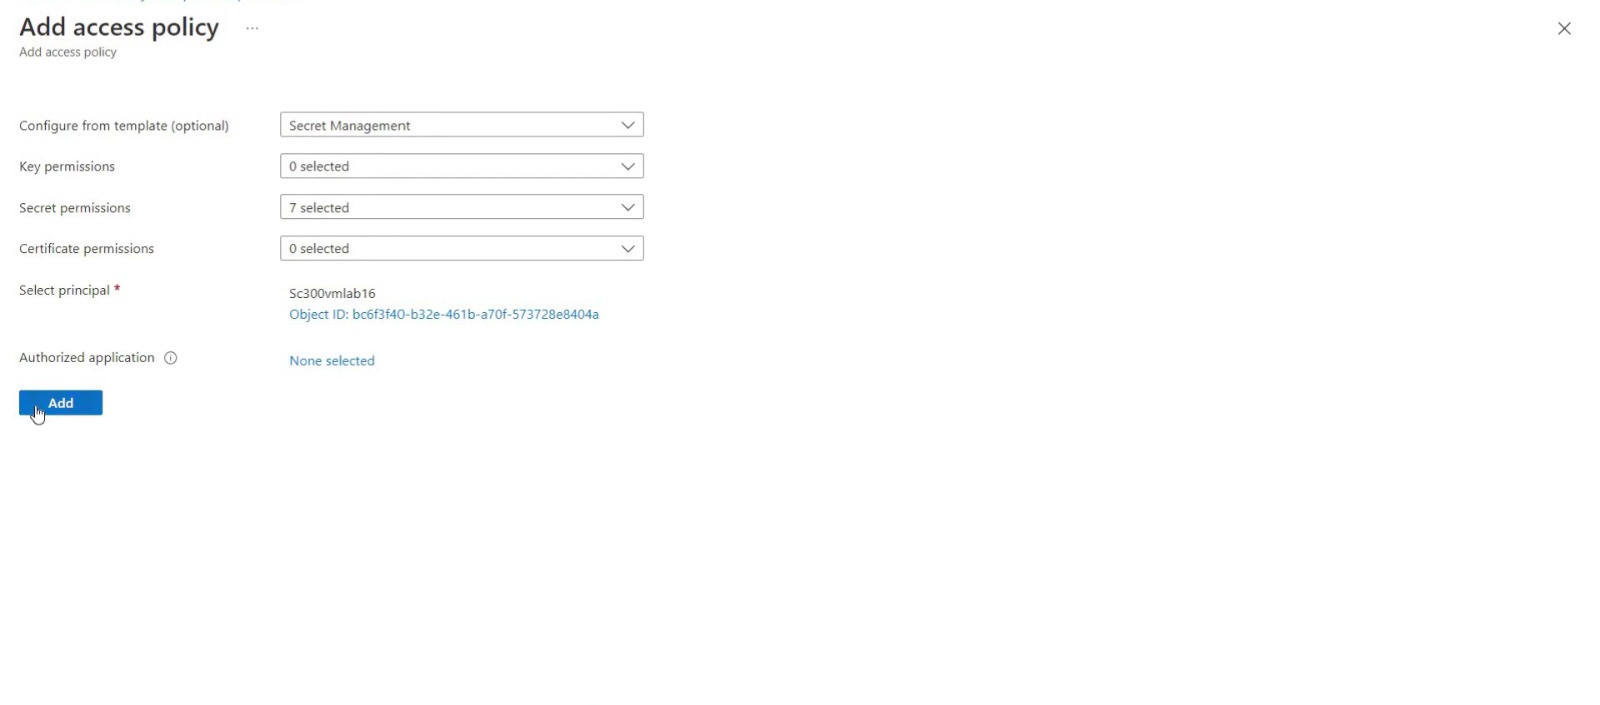 Add access policy ...
Add access policy
Configure from template (optional) Secret Management
Key permissions 0 selected
Secret permissions 7 selected
Certificate permissions 0 selected
Select principal * Sc300vmlab16
Object ID: bc6f3f40-b32e-461b-a70f-573728e8404a
Authorized application None selected
Add